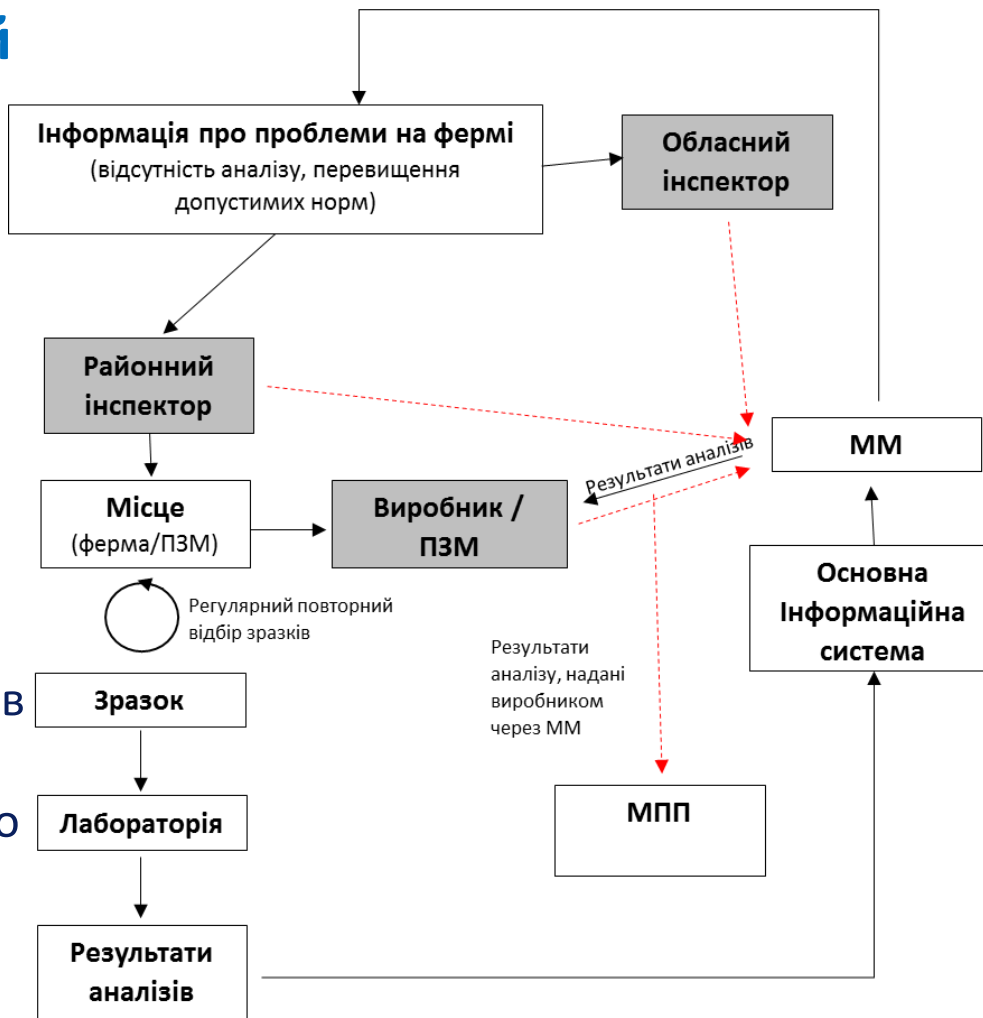 й
Інформація про проблеми на фермі
(відсутність аналізу, перевищення
допустимих норм)
Обласний
інспектор
Районний
інспектор
ММ
Результати аналізів
Місце
(ферма/ПЗМ)
Виробник /
ПЗМ
Основна
Інформаційна
система
Регулярний повторний
відбір зразків
Результати
аналізу, надані
виробником
через ММ
в
Зразок
МПП
о
Лабораторія
Результати
аналізів